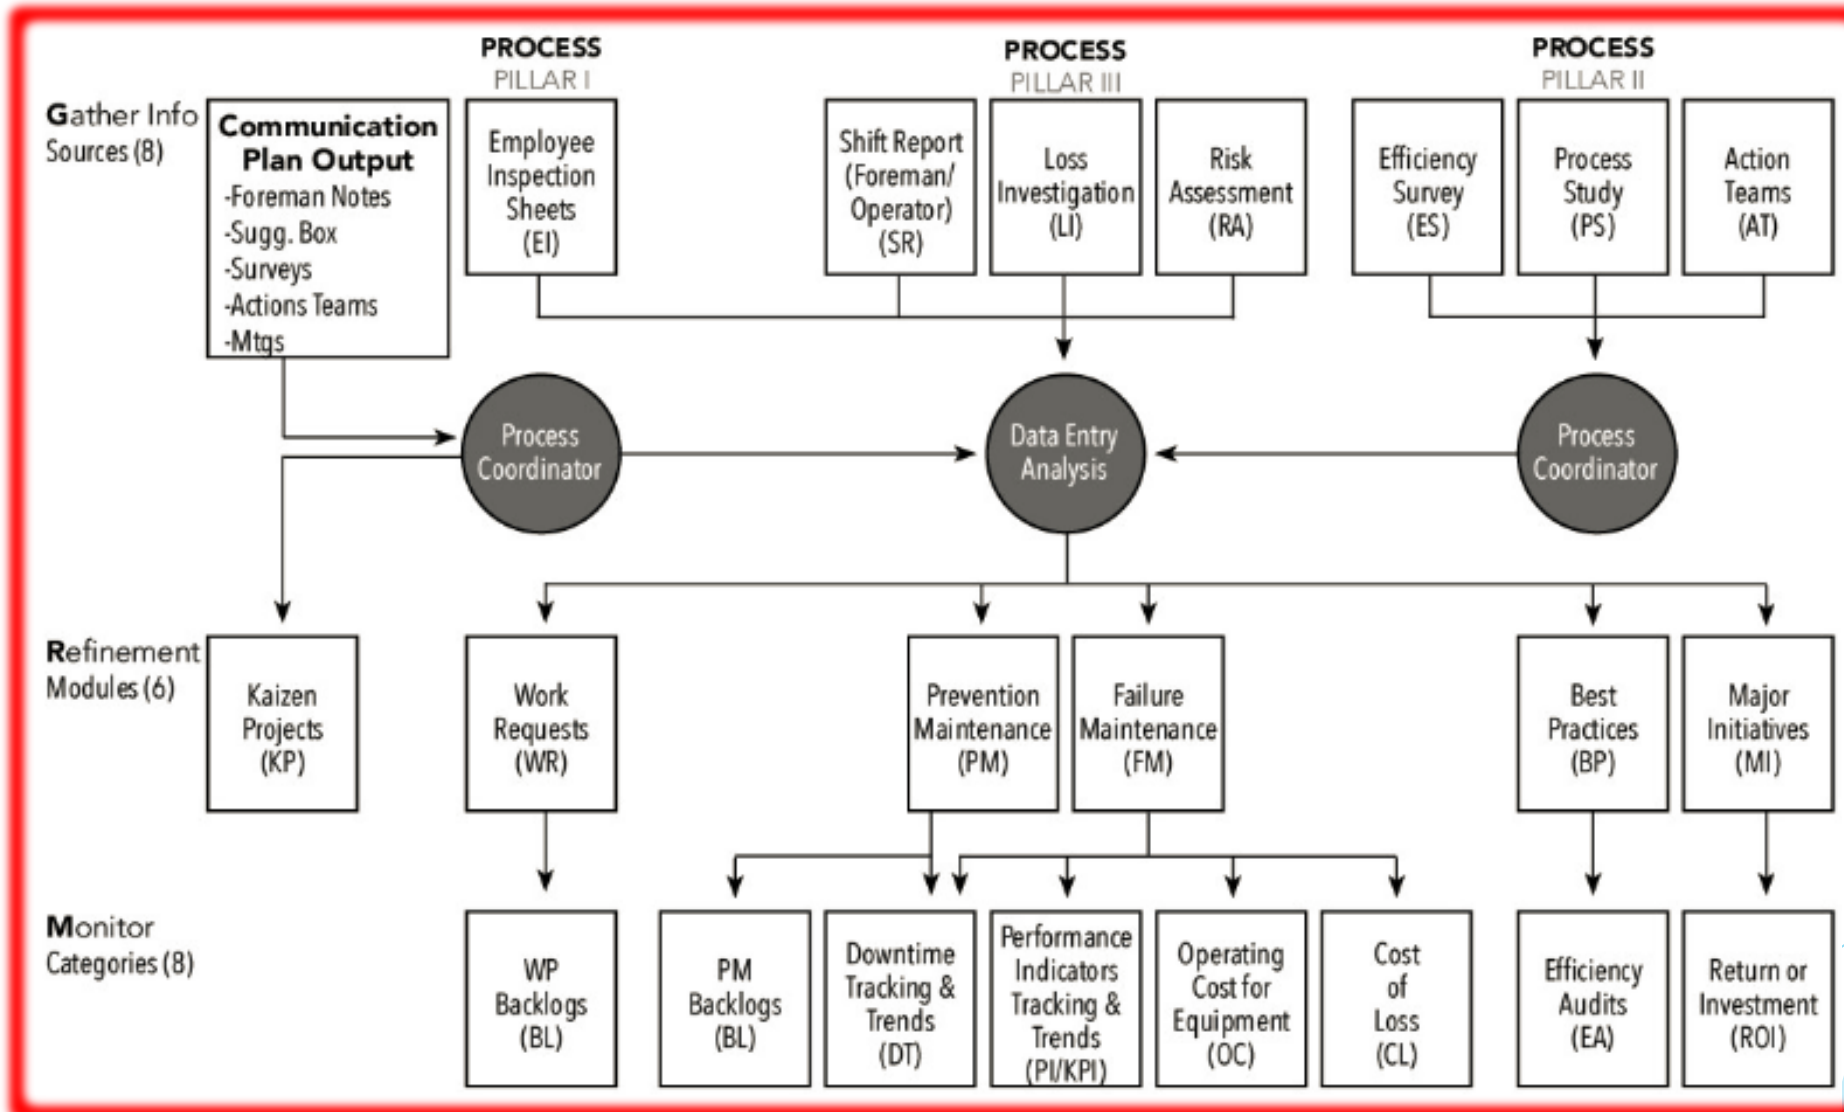 PROCESS
PILLAR I
PROCESS
PILLAR III
PROCESS
PILLAR II
Gather Info
Sources (8)
Communication
Plan Output
-Foreman Notes
-Sugg. Box
-Surveys
-Actions Teams
-Mtgs
Employee
Inspection
Sheets
(EI)
Shift Report
(Foreman/
Operator)
(SR)
Loss
Investigation
(LI)
Risk
Assessment
(RA)
Efficiency
Survey
(ES)
Process
Study
(PS)
Action
Teams
(AT)
Process
Coordinator
Data Entry
Analysis
Process
Coordinator
Refinement
Modules (6)
Kaizen
Projects
(KP)
Work
Requests
(WR)
Prevention
Maintenance
(PM)
Failure
Maintenance
(FM)
Best
Practices
(BP)
Major
Initiatives
(MI)
Monitor
Categories (8)
WP
Backlogs
(BL)
PM
Backlogs
(BL)
Downtime
Tracking &
Trends
(DT)
Performance
Indicators
Tracking &
Trends
(PI/KPI)
Operating
Cost for
Equipment
(OC)
Cost
of
Loss
(CL)
Efficiency
Audits
(EA)
Return or
Investment
(ROI)